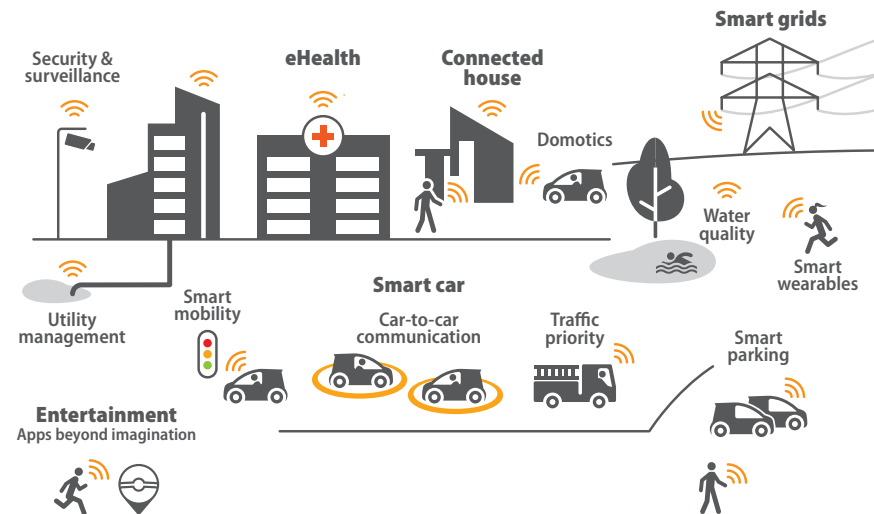 Smart grids
Security &
surveillance
eHealth
Connected
house
Domotics
Water
quality
Smart
wearables
Utility
management
Smart
mobility
Smart car
Car-to-car
communication
Traffic
priority
Smart
parking
Entertainment
Apps beyond imagination